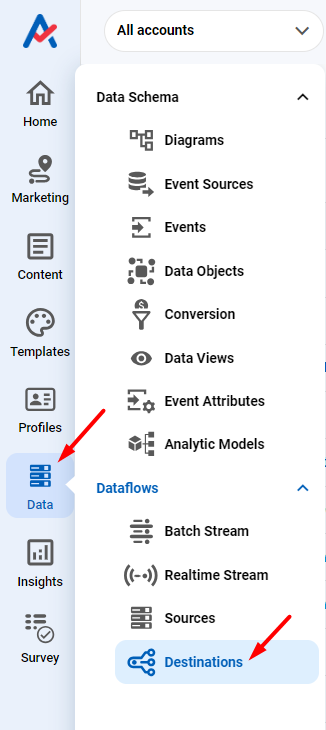 All accounts
Home
Marketing
Content
Templates
Profiles
Data
Insights
Survey
Data Schema
Diagrams
Event Sources
Events
Data Objects
Conversion
Data Views
Event Attributes
Analytic Models
Dataflows
Batch Stream
Realtime Stream
Sources
Destinations